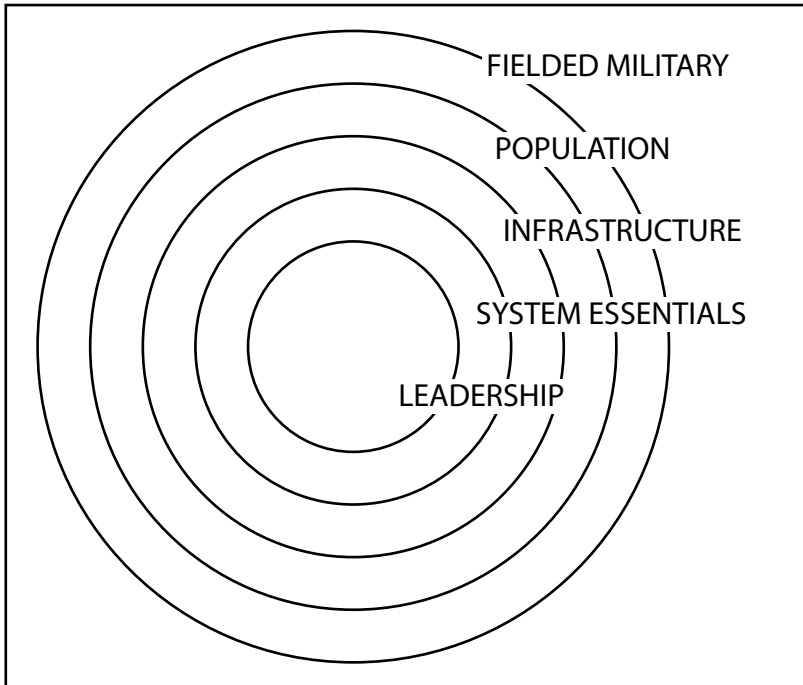 FIELDED MILITARY
POPULATION
INFRASTRUCTURE
SYSTEM ESSENTIALS
LEADERSHIP